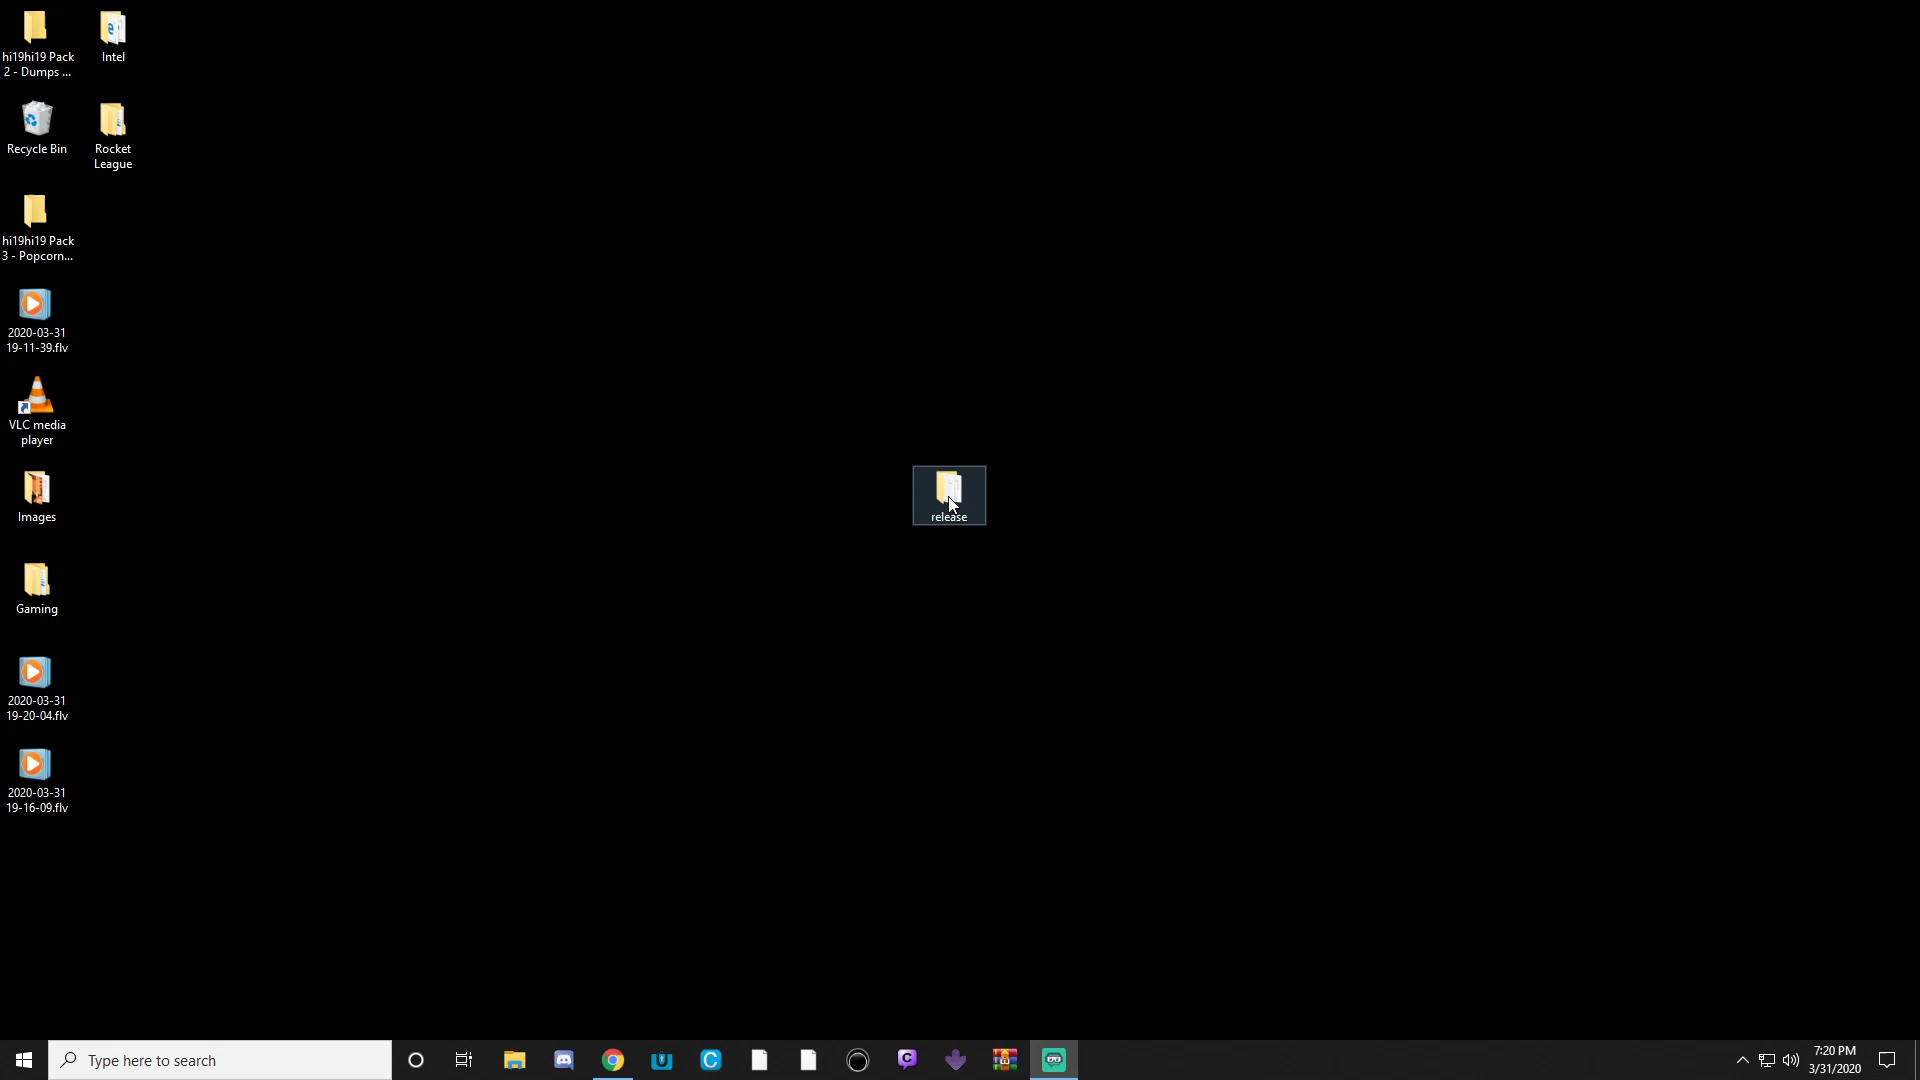 hi19hi19 Pack
2 - Dumps ...
Intel
Recycle Bin
Rocket
League
hi19hi19 Pack
3 - Popcorn...
2020-03-31
19-11-39.flv
VLC media
player
Images
release
Gaming
2020-03-31
19-20-04.flv
2020-03-31
19-16-09.flv
Type here to search
7:20 PM
3/31/2020